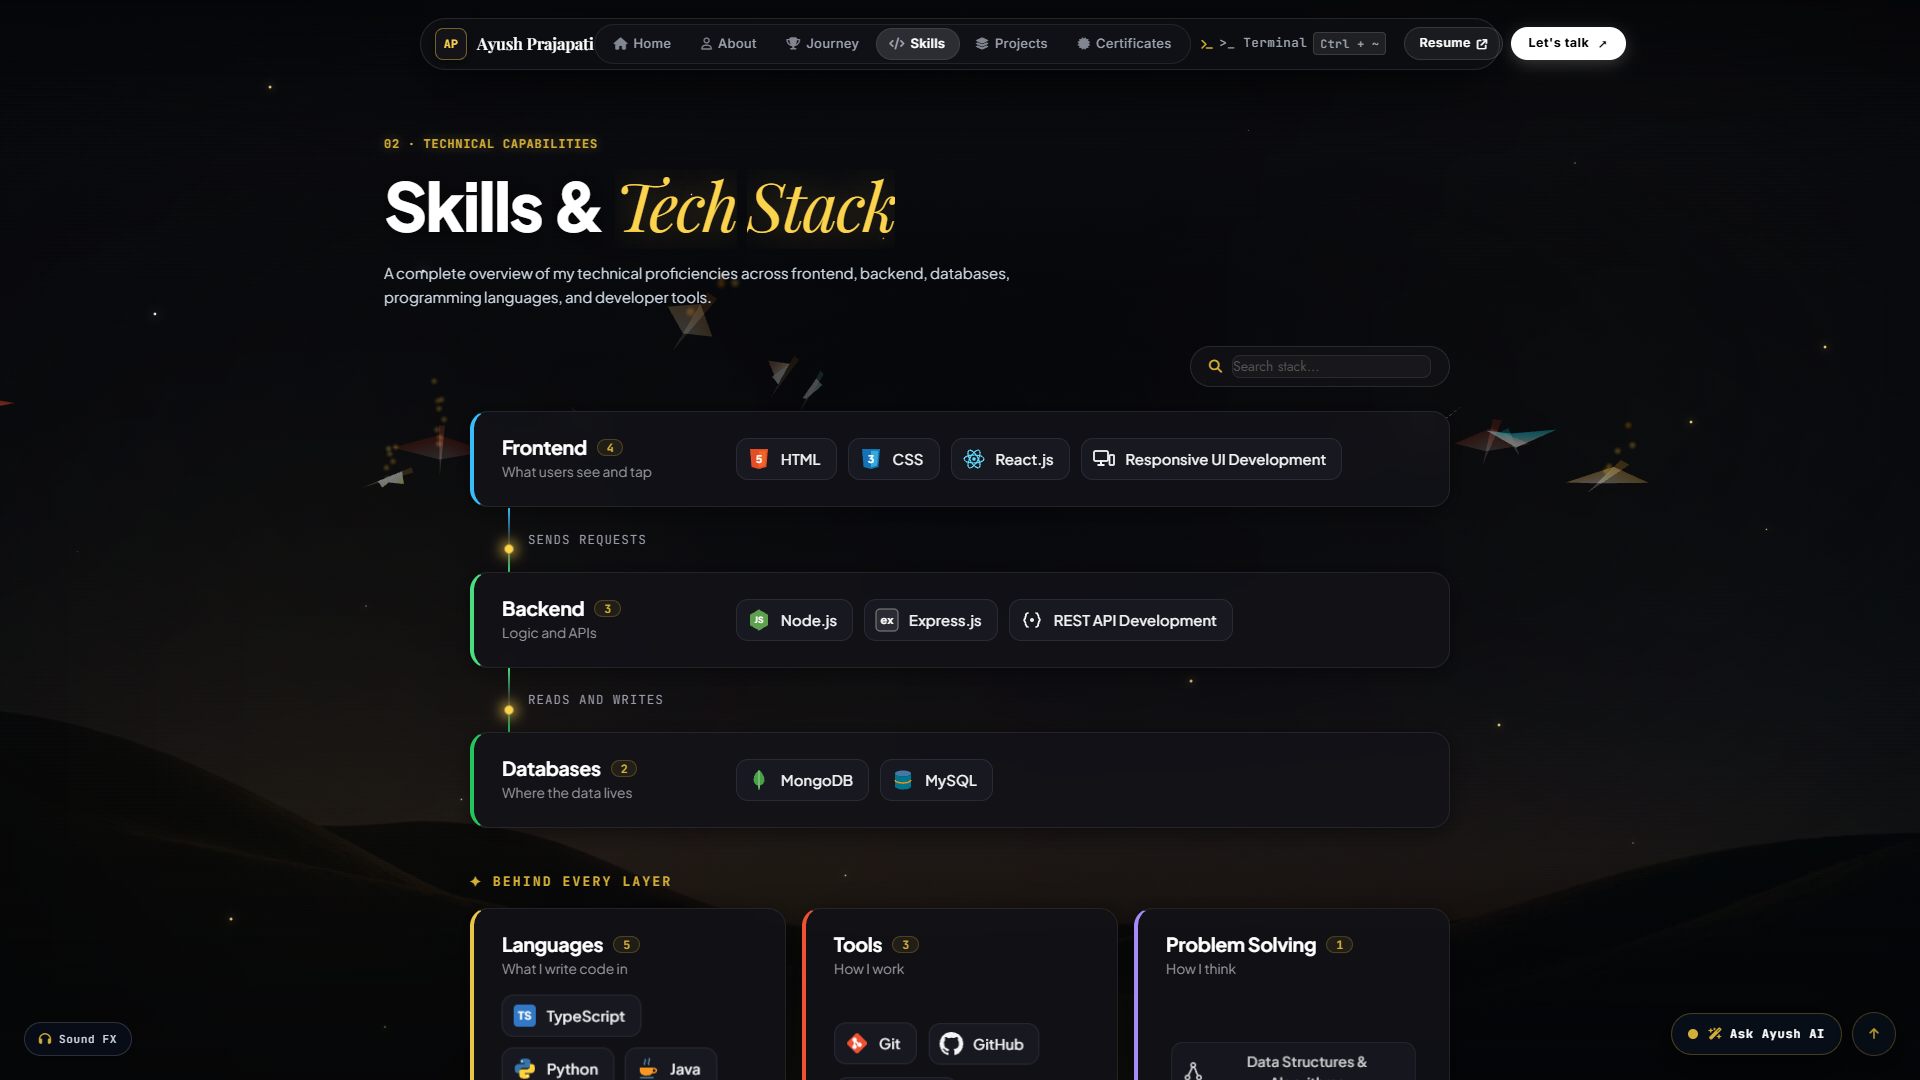 AP Ayush Prajapati Home About Journey Skills Projects Certificates >_ Terminal Ctrl + ~ Resume Let's talk ↗
02 · TECHNICAL CAPABILITIES
Skills & Tech Stack
A complete overview of my technical proficiencies across frontend, backend, databases,
programming languages, and developer tools.
Search stack...
Frontend 4
What users see and tap
HTML CSS React.js Responsive UI Development
SENDS REQUESTS
Backend 3
Logic and APIs
Node.js Express.js REST API Development
READS AND WRITES
Databases 2
Where the data lives
MongoDB MySQL
✦ BEHIND EVERY LAYER
Languages 5
What I write code in
TypeScript
Python Java
Tools 3
How I work
Git GitHub
Problem Solving 1
How I think
Data Structures &
Sound FX
Ask Ayush AI